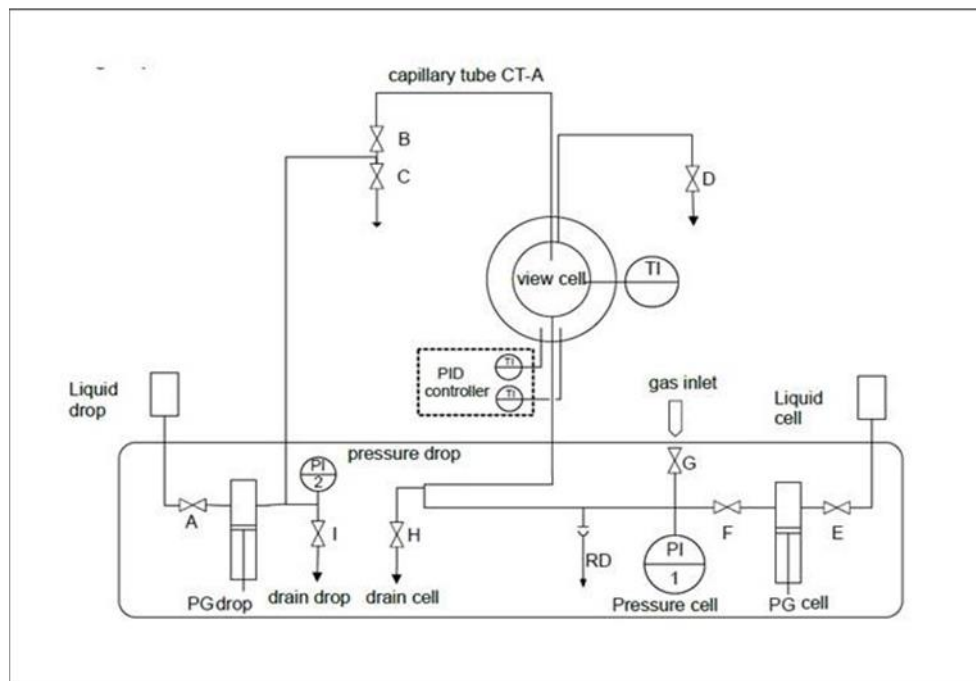 capillary tube CT-A
B
C
D
view cell
TI
PID
controller
TI
TI
Liquid
drop
gas inlet
Liquid
cell
pressure drop
PI
2
G
A
I
H
F
E
RD
PI
1
PG drop
drain drop
drain cell
Pressure cell
PG cell